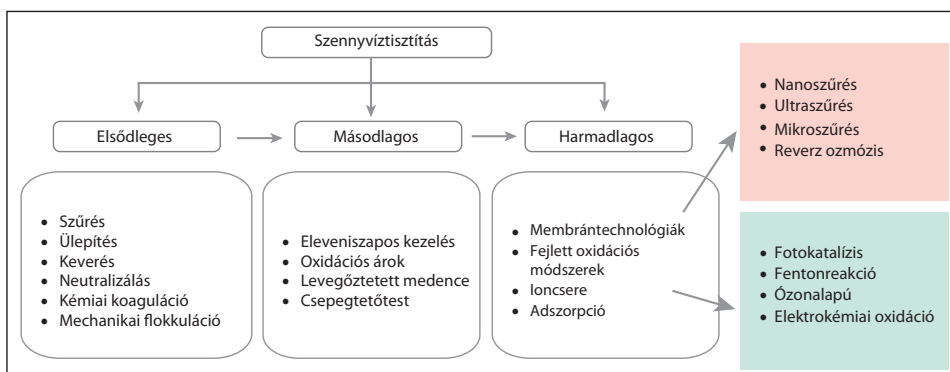 Szennyvíztisztítás
Elsődleges
Másodlagos
Harmadlagos
• Szűrés
• Ülepítés
• Keverés
• Neutralizálás
• Kémiai koaguláció
• Mechanikai flokkuláció
• Eleveniszapos kezelés
• Oxidációs árok
• Levegőztetett medence
• Csepegtetőtest
• Membrántechnológiák
• Fejlett oxidációs
módszerek
• Ioncsere
• Adszorpció
• Nanoszűrés
• Ultraszűrés
• Mikroszűrés
• Reverz ozmózis
• Fotokatalízis
• Fentonreakció
• Ózonalapú
• Elektrokémiai oxidáció